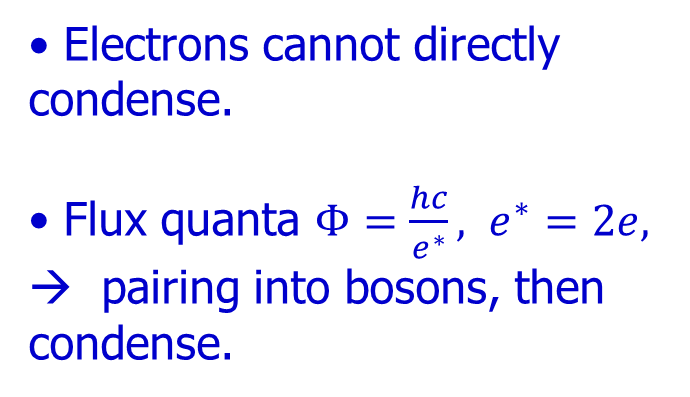 • Electrons cannot directly
condense.
• Flux quanta Φ = hc/e*, e* = 2e,
→ pairing into bosons, then
condense.